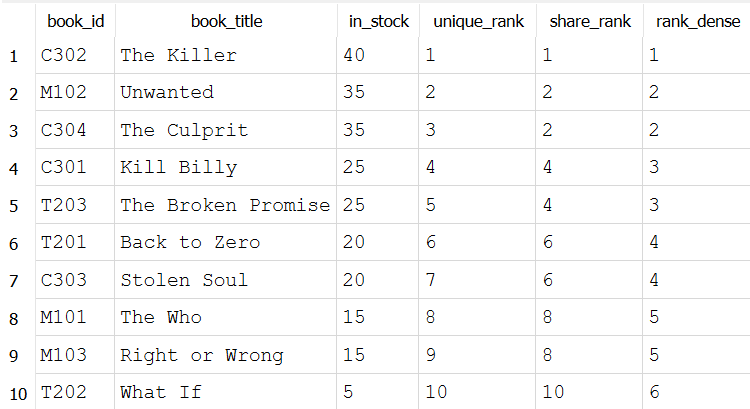 book_id book_title in_stock unique_rank share_rank rank_dense
1 C302 The Killer 40 1 1 1
2 M102 Unwanted 35 2 2 2
3 C304 The Culprit 35 3 2 2
4 C301 Kill Billy 25 4 4 3
5 T203 The Broken Promise 25 5 4 3
6 T201 Back to Zero 20 6 6 4
7 C303 Stolen Soul 20 7 6 4
8 M101 The Who 15 8 8 5
9 M103 Right or Wrong 15 9 8 5
10 T202 What If 5 10 10 6